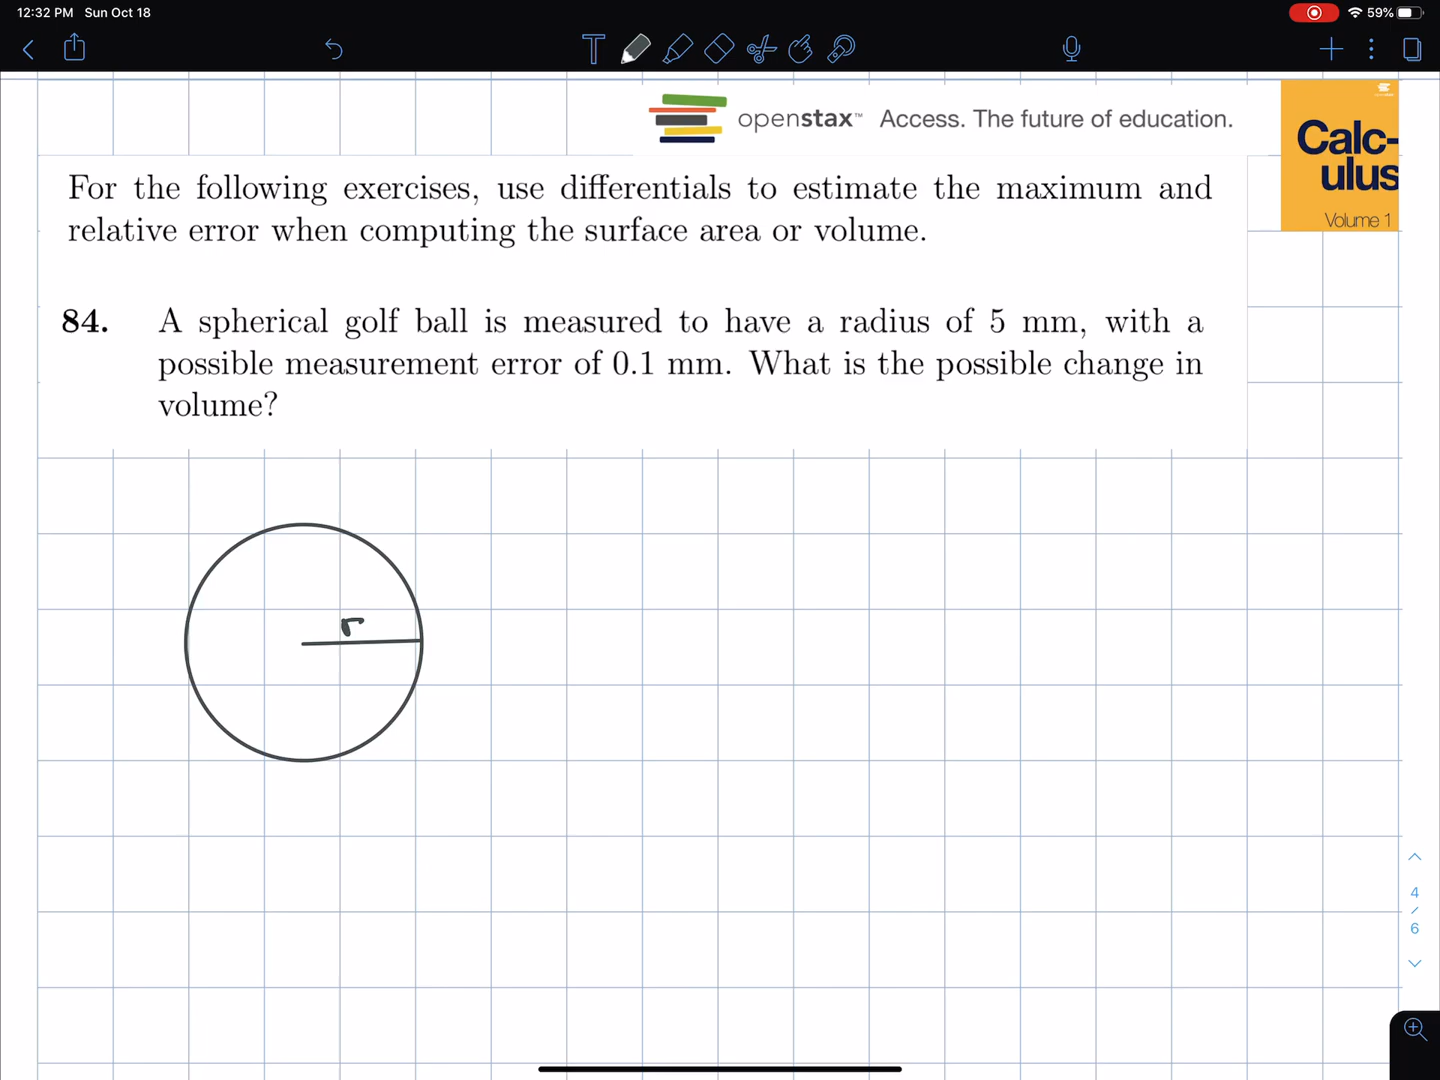 12:32 PM Sun Oct 18
59%
openstax™ Access. The future of education.
Calc-
ulus
Volume 1
For the following exercises, use differentials to estimate the maximum and
relative error when computing the surface area or volume.
84. A spherical golf ball is measured to have a radius of 5 mm, with a
possible measurement error of 0.1 mm. What is the possible change in
volume?
r
4
/
6